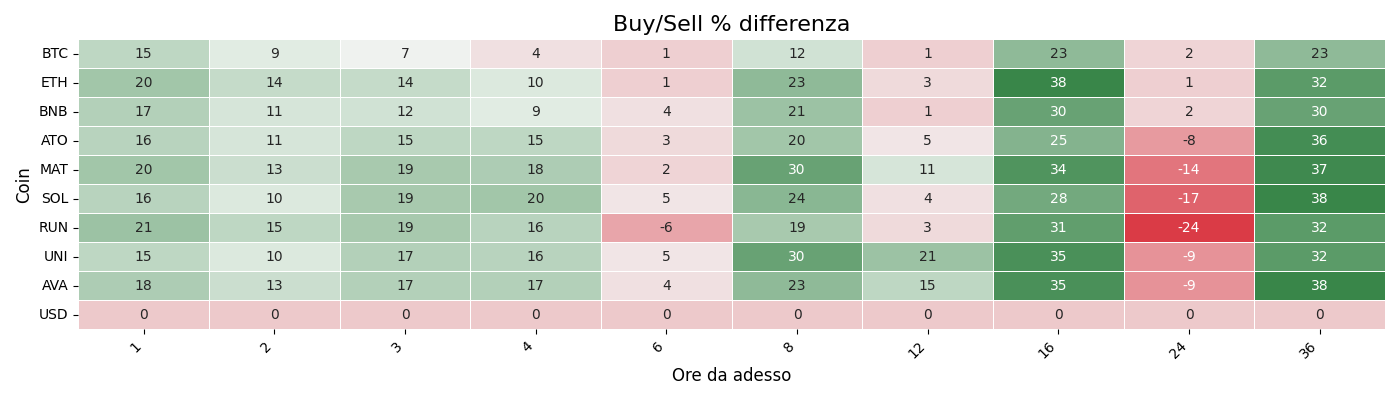 Buy/Sell % differenza
Coin
BTC 15 9 7 4 1 12 1 23 2 23
ETH 20 14 14 10 1 23 3 38 1 32
BNB 17 11 12 9 4 21 1 30 2 30
ATO 16 11 15 15 3 20 5 25 -8 36
MAT 20 13 19 18 2 30 11 34 -14 37
SOL 16 10 19 20 5 24 4 28 -17 38
RUN 21 15 19 16 -6 19 3 31 -24 32
UNI 15 10 17 16 5 30 21 35 -9 32
AVA 18 13 17 17 4 23 15 35 -9 38
USD 0 0 0 0 0 0 0 0 0 0
1 2 3 4 6 8 12 16 24 36
Ore da adesso